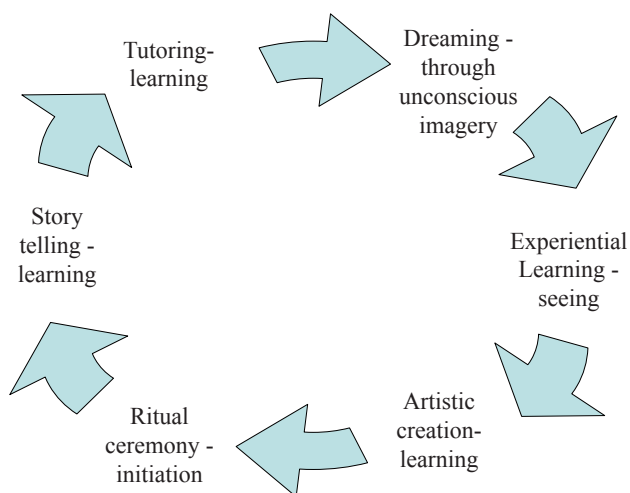 Tutoring-
learning
Dreaming -
through
unconscious
imagery
Experiential
Learning -
seeing
Artistic
creation-
learning
Ritual
ceremony -
initiation
Story
telling -
learning